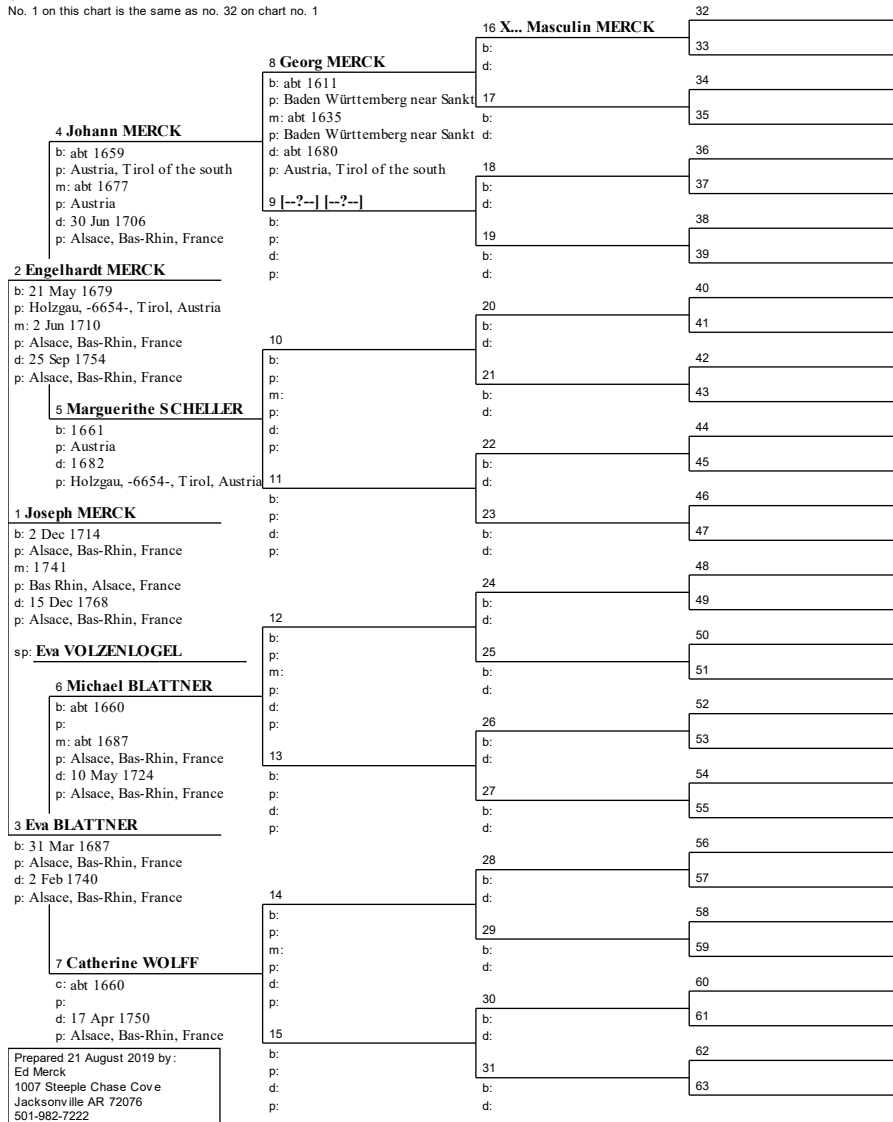 No. 1 on this chart is the same as no. 32 on chart no. 1
4 Johann MERCK
b: abt 1659
p: Austria, Tirol of the south
m: abt 1677
p: Austria
d: 30 Jun 1706
p: Alsace, Bas-Rhin, France
2 Engelhardt MERCK
b: 21 May 1679
p: Holzgau, -6654-, Tirol, Austria
m: 2 Jun 1710
p: Alsace, Bas-Rhin, France
d: 25 Sep 1754
p: Alsace, Bas-Rhin, France
5 Marguerithe SCHELLER
b: 1661
p: Austria
d: 1682
p: Holzgau, -6654-, Tirol, Austria
1 Joseph MERCK
b: 2 Dec 1714
p: Alsace, Bas-Rhin, France
m: 1741
p: Bas Rhin, Alsace, France
d: 15 Dec 1768
p: Alsace, Bas-Rhin, France
sp: Eva VOLZENLOGEL
6 Michael BLATTNER
b: abt 1660
p:
m: abt 1687
p: Alsace, Bas-Rhin, France
d: 10 May 1724
p: Alsace, Bas-Rhin, France
3 Eva BLATTNER
b: 31 Mar 1687
p: Alsace, Bas-Rhin, France
d: 2 Feb 1740
p: Alsace, Bas-Rhin, France
7 Catherine WOLFF
c: abt 1660
p:
d: 17 Apr 1750
p: Alsace, Bas-Rhin, France
Prepared 21 August 2019 by:
Ed Merck
1007 Steeple Chase Cove
Jacksonville AR 72076
501-982-7222
8 Georg MERCK
b: abt 1611
p: Baden Württemberg near Sankt
m: abt 1635
p: Baden Württemberg near Sankt
d: abt 1680
p: Austria, Tirol of the south
9 [--?--] [--?--]
b:
p:
d:
p:
10
b:
p:
m:
p:
d:
p:
11
b:
p:
d:
p:
12
b:
p:
m:
p:
d:
p:
13
b:
p:
d:
p:
14
b:
p:
m:
p:
d:
p:
15
b:
p:
d:
p:
16 X... Masculin MERCK
b:
d:
17
b:
d:
18
b:
d:
19
b:
d:
20
b:
d:
21
b:
d:
22
b:
d:
23
b:
d:
24
b:
d:
25
b:
d:
26
b:
d:
27
b:
d:
28
b:
d:
29
b:
d:
30
b:
d:
31
b:
d:
32
33
34
35
36
37
38
39
40
41
42
43
44
45
46
47
48
49
50
51
52
53
54
55
56
57
58
59
60
61
62
63